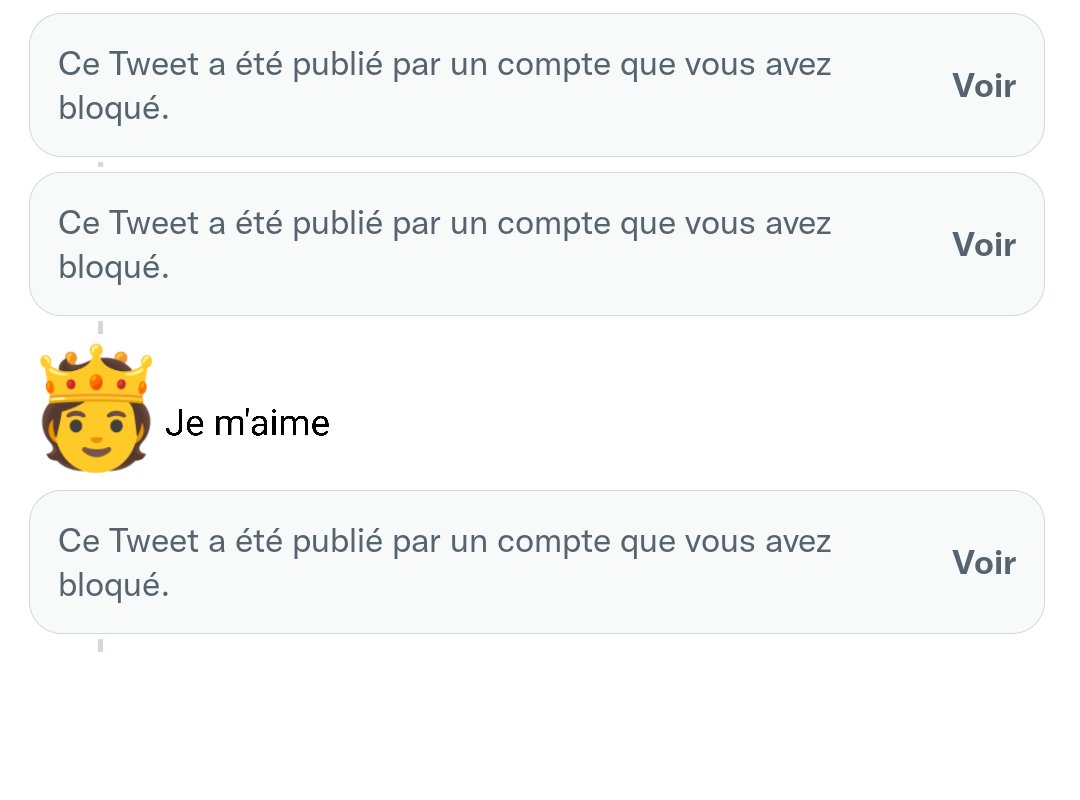 Ce Tweet a été publié par un compte que vous avez
bloqué.
Voir
Ce Tweet a été publié par un compte que vous avez
bloqué.
Voir
Je m'aime
Ce Tweet a été publié par un compte que vous avez
bloqué.
Voir